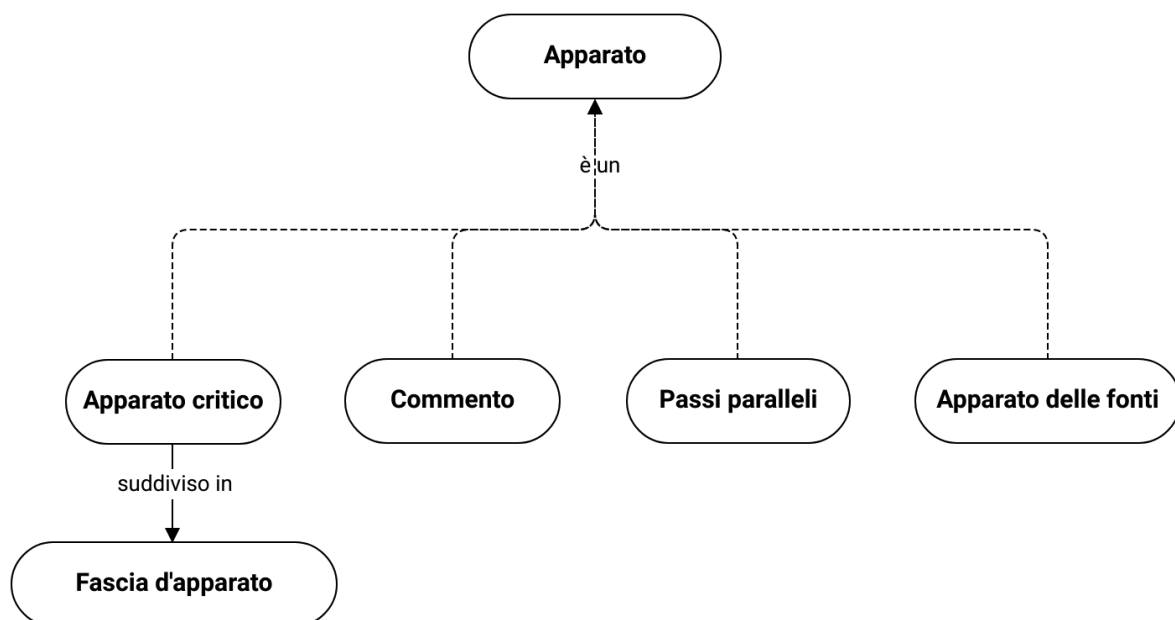 Apparato
è un
Apparato critico
Commento
Passi paralleli
Apparato delle fonti
suddiviso in
Fascia d'apparato